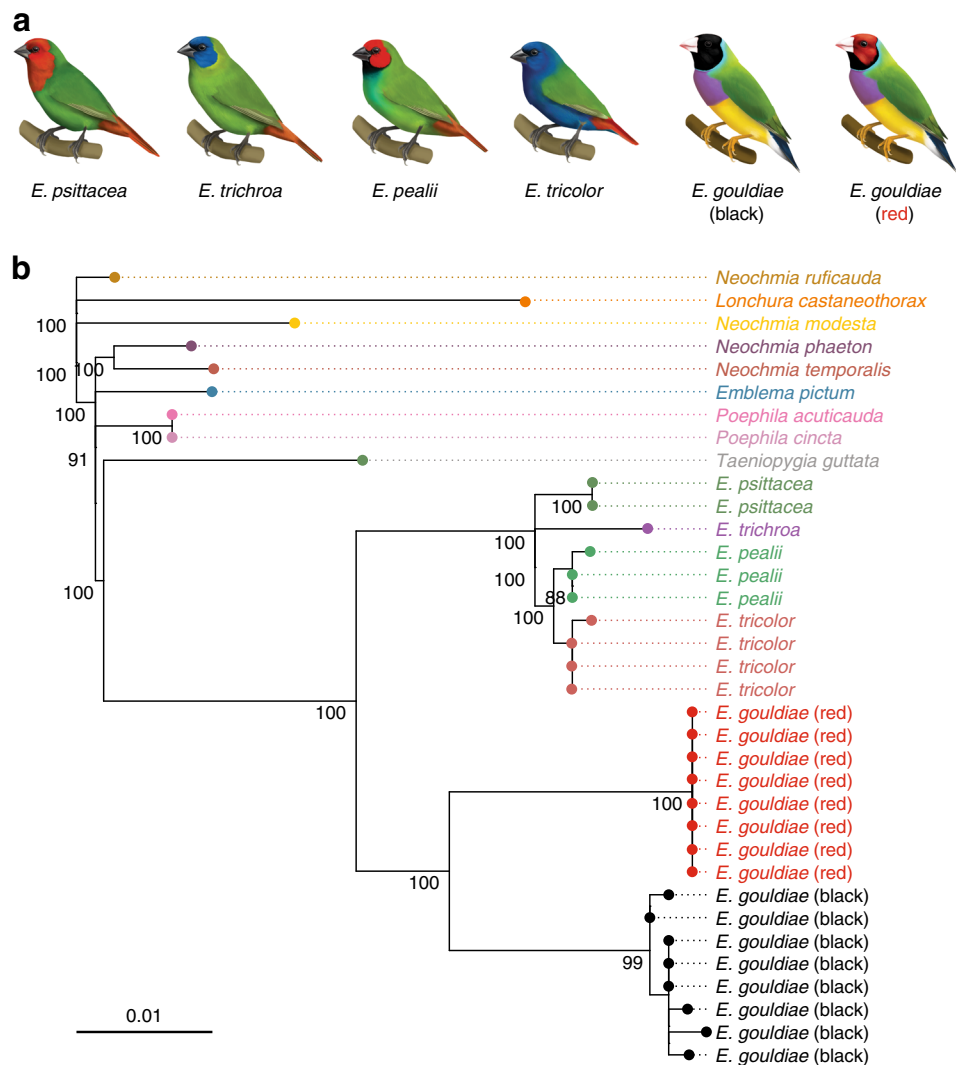 a
E. psittacea
E. trichroa
E. pealii
E. tricolor
E. gouldiae
(black)
E. gouldiae
(red)
b
Neochmia ruficauda
Lonchura castaneothorax
100
Neochmia modesta
Neochmia phaeton
100
100
Neochmia temporalis
Emblema pictum
100
Poephila acuticauda
100
Poephila cincta
91
Taeniopygia guttata
E. psittacea
100
E. psittacea
E. trichroa
100
E. pealii
100
E. pealii
100
88
E. pealii
100
E. tricolor
E. tricolor
E. tricolor
E. tricolor
100
E. gouldiae (red)
E. gouldiae (red)
E. gouldiae (red)
E. gouldiae (red)
100
E. gouldiae (red)
E. gouldiae (red)
E. gouldiae (red)
E. gouldiae (red)
100
E. gouldiae (black)
E. gouldiae (black)
E. gouldiae (black)
99
E. gouldiae (black)
E. gouldiae (black)
E. gouldiae (black)
0.01
E. gouldiae (black)
E. gouldiae (black)